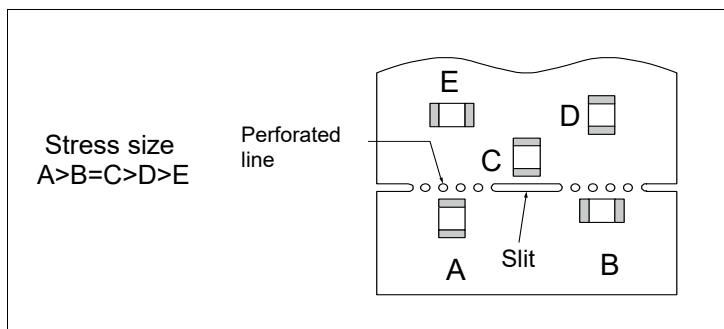 Stress size
A>B=C>D>E
Perforated
line
E
D
C
A
Slit
B